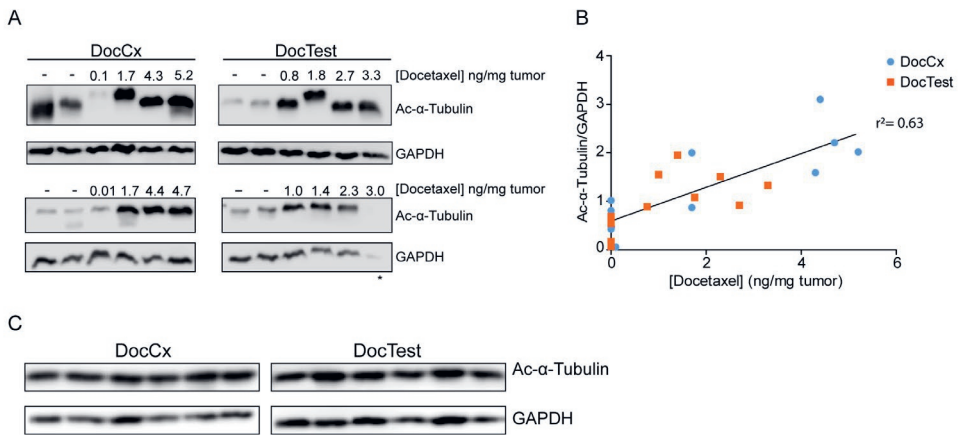 A
DocCx
DocTest
- - 0.1 1.7 4.3 5.2
- - 0.8 1.8 2.7 3.3 [Docetaxel] ng/mg tumor
Ac-α-Tubulin
GAPDH
- - 0.01 1.7 4.4 4.7
- - 1.0 1.4 2.3 3.0 [Docetaxel] ng/mg tumor
Ac-α-Tubulin
GAPDH
*
B
Ac-α-Tubulin/GAPDH
4
3
2
1
0
0 2 4 6
[Docetaxel] (ng/mg tumor)
DocCx
DocTest
r²= 0.63
C
DocCx
DocTest
Ac-α-Tubulin
GAPDH